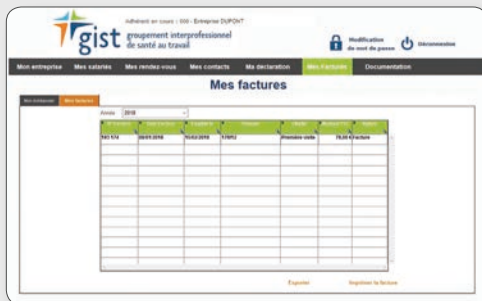 Adhérent en cours : 008 - Entreprise DUPONT
gist groupement interprofessionnel
de santé au travail
Modification
du mot de passe
Déconnexion
Mon entreprise Mes salariés Mes rendez-vous Mes contacts Ma déclaration Mes Factures Documentation
Mes factures
Mes factures
Année 2018
Première visite Facture
Exporter Imprimer la facture